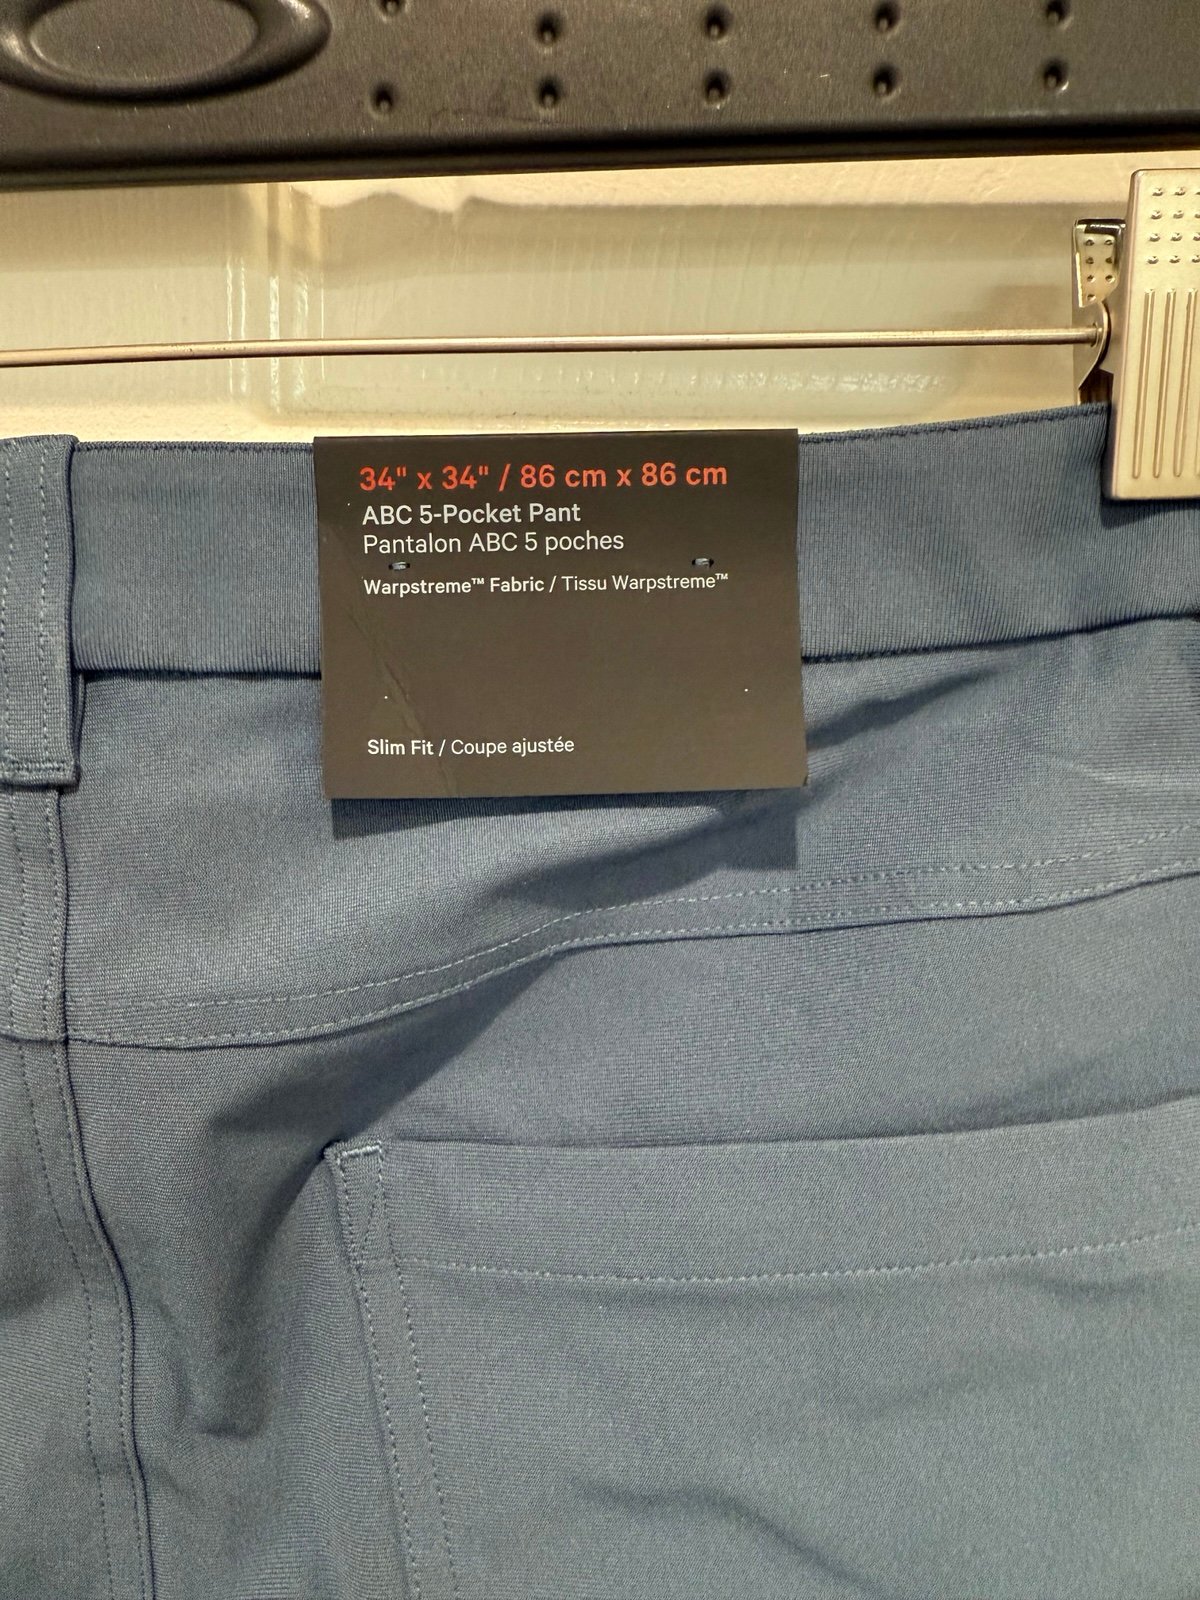 34" x 34" / 86 cm x 86 cm
ABC 5-Pocket Pant
Pantalon ABC 5 poches
Warpstreme™ Fabric / Tissu Warpstreme™
Slim Fit / Coupe ajustée